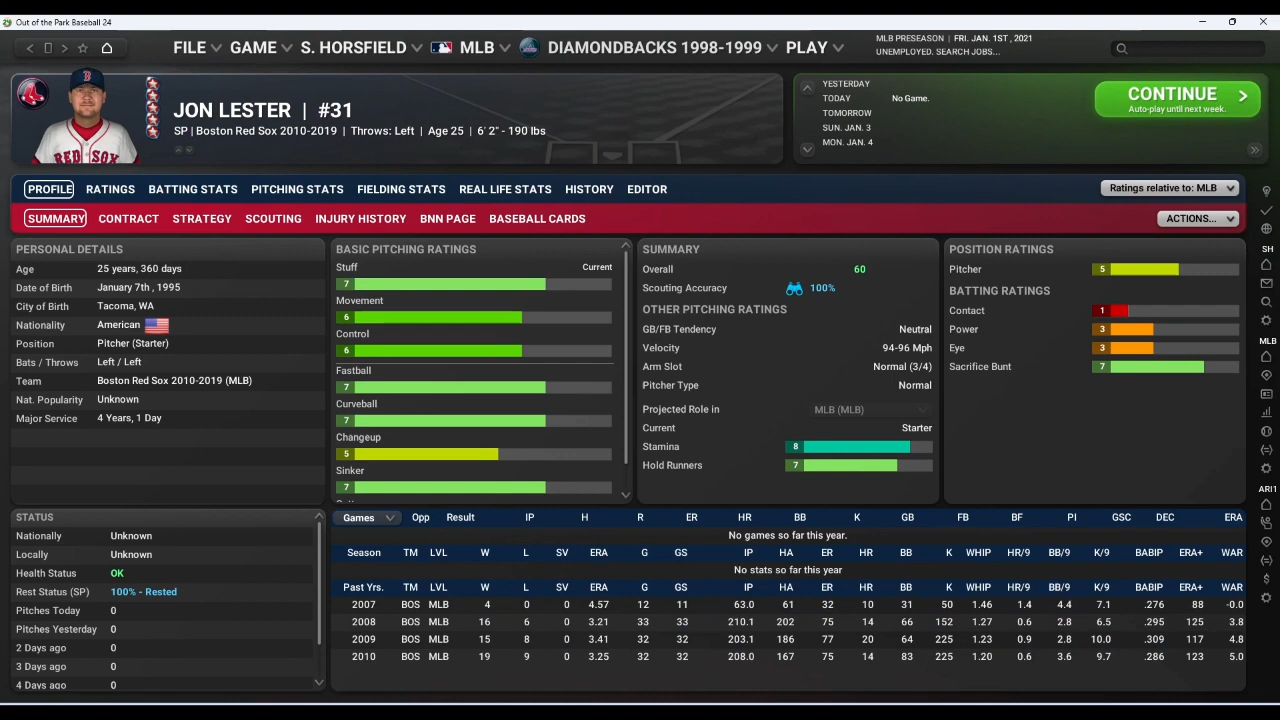 Out of the Park Baseball 24
FILE GAME S. HORSFIELD MLB DIAMONDBACKS 1998-1999 PLAY
MLB PRESEASON | FRI. JAN. 1ST, 2021
UNEMPLOYED. SEARCH JOBS...
JON LESTER | #31
SP | Boston Red Sox 2010-2019 | Throws: Left | Age 25 | 6' 2" - 190 lbs
YESTERDAY
TODAY No Game.
TOMORROW
SUN. JAN. 3
MON. JAN. 4
CONTINUE
Auto-play until next week.
PROFILE RATINGS BATTING STATS PITCHING STATS FIELDING STATS REAL LIFE STATS HISTORY EDITOR
Ratings relative to: MLB
SUMMARY CONTRACT STRATEGY SCOUTING INJURY HISTORY BNN PAGE BASEBALL CARDS
ACTIONS...
PERSONAL DETAILS
Age 25 years, 360 days
Date of Birth January 7th , 1995
City of Birth Tacoma, WA
Nationality American
Position Pitcher (Starter)
Bats / Throws Left / Left
Team Boston Red Sox 2010-2019 (MLB)
Nat. Popularity Unknown
Major Service 4 Years, 1 Day
BASIC PITCHING RATINGS
Stuff Current
7
Movement
6
Control
6
Fastball
7
Curveball
7
Changeup
5
Sinker
7
SUMMARY
Overall 60
Scouting Accuracy 100%
OTHER PITCHING RATINGS
GB/FB Tendency Neutral
Velocity 94-96 Mph
Arm Slot Normal (3/4)
Pitcher Type Normal
Projected Role in MLB (MLB)
Current Starter
Stamina 8
Hold Runners 7
POSITION RATINGS
Pitcher 5
BATTING RATINGS
Contact 1
Power 3
Eye 3
Sacrifice Bunt 7
SH
MLB
ARI1
STATUS
Nationally Unknown
Locally Unknown
Health Status OK
Rest Status (SP) 100% - Rested
Pitches Today 0
Pitches Yesterday 0
2 Days ago 0
3 Days ago 0
4 Days ago 0
Games Opp Result IP H R ER HR BB K GB FB BF PI GSC DEC ERA
No games so far this year.
Season TM LVL W L SV ERA G GS IP HA ER HR BB K WHIP HR/9 BB/9 K/9 BABIP ERA+ WAR
No stats so far this year
Past Yrs. TM LVL W L SV ERA G GS IP HA ER HR BB K WHIP HR/9 BB/9 K/9 BABIP ERA+ WAR
2007 BOS MLB 4 0 0 4.57 12 11 63.0 61 32 10 31 50 1.46 1.4 4.4 7.1 .276 88 -0.0
2008 BOS MLB 16 6 0 3.21 33 33 210.1 202 75 14 66 152 1.27 0.6 2.8 6.5 .295 125 3.8
2009 BOS MLB 15 8 0 3.41 32 32 203.1 186 77 20 64 225 1.23 0.9 2.8 10.0 .309 117 4.8
2010 BOS MLB 19 9 0 3.25 32 32 208.0 167 75 14 83 225 1.20 0.6 3.6 9.7 .286 123 5.0